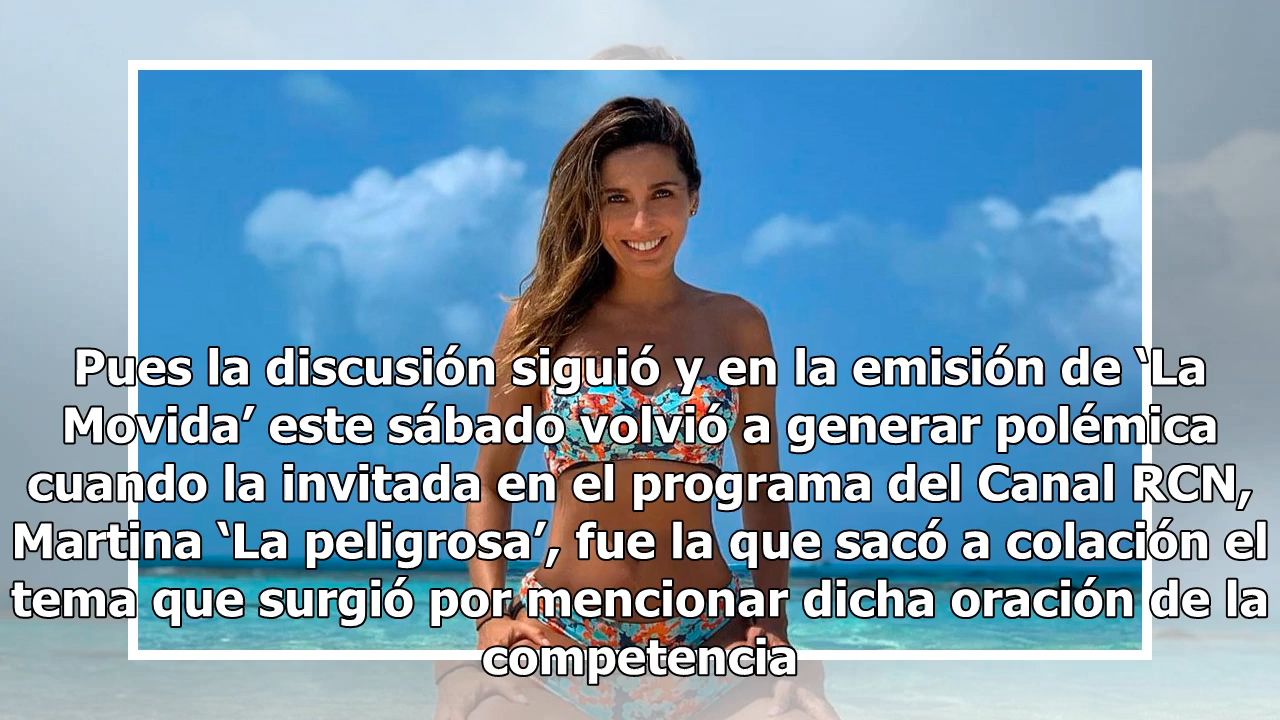 Pues la discusión siguió y en la emisión de ‘La
Movida’ este sábado volvió a generar polémica
cuando la invitada en el programa del Canal RCN,
Martina ‘La peligrosa’, fue la que sacó a colación el
tema que surgió por mencionar dicha oración de la
competencia